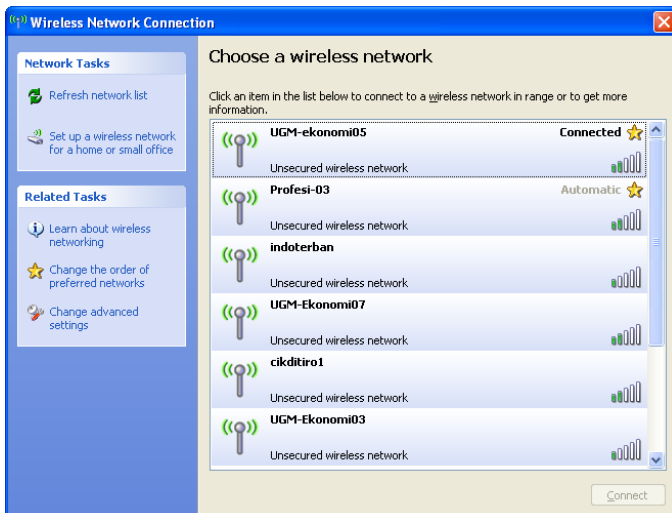 Wireless Network Connection
Network Tasks
Refresh network list
Set up a wireless network
for a home or small office
Related Tasks
Learn about wireless
networking
Change the order of
preferred networks
Change advanced
settings
Choose a wireless network
Click an item in the list below to connect to a wireless network in range or to get more
information.
UGM-ekonomi05 Connected
Unsecured wireless network
Profesi-03 Automatic
Unsecured wireless network
indoterban
Unsecured wireless network
UGM-Ekonomi07
Unsecured wireless network
cikditiro1
Unsecured wireless network
UGM-Ekonomi03
Unsecured wireless network
Connect